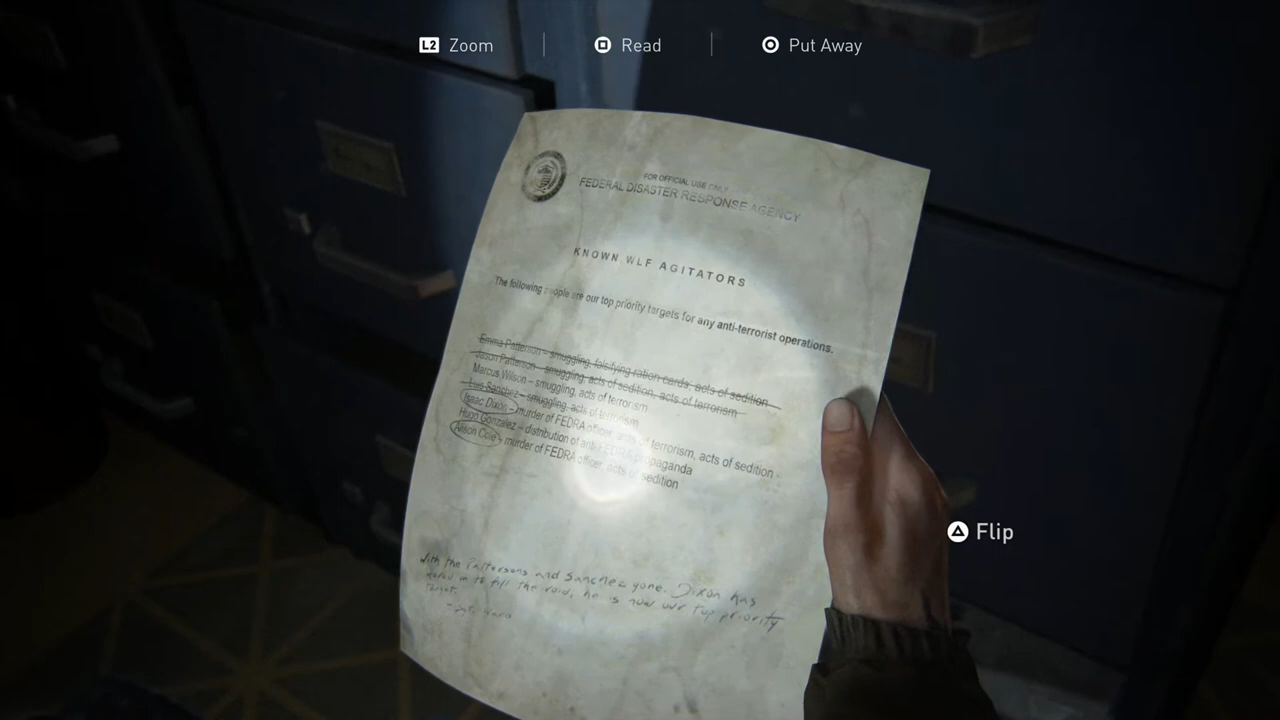 L2 Zoom
Read
Put Away
FOR OFFICIAL USE ONLY
FEDERAL DISASTER RESPONSE AGENCY
KNOWN WLF AGITATORS
The following people are our top priority targets for any anti-terrorist operations.
Emma Patterson - smuggling, falsifying ration cards, acts of sedition
Jason Patterson - smuggling, acts of sedition, acts of terrorism
Marcus Wilson - smuggling, acts of terrorism
Luis Sanchez - smuggling, acts of terrorism
Isaac Dixon - murder of FEDRA officer, acts of terrorism, acts of sedition
Hugo Gonzalez - distribution of anti-FEDRA propaganda
Alison Cole - murder of FEDRA officer, acts of sedition
With the Pattersons and Sanchez gone. Dixon has
moved in to fill the void, he is now our top priority
target.
Flip